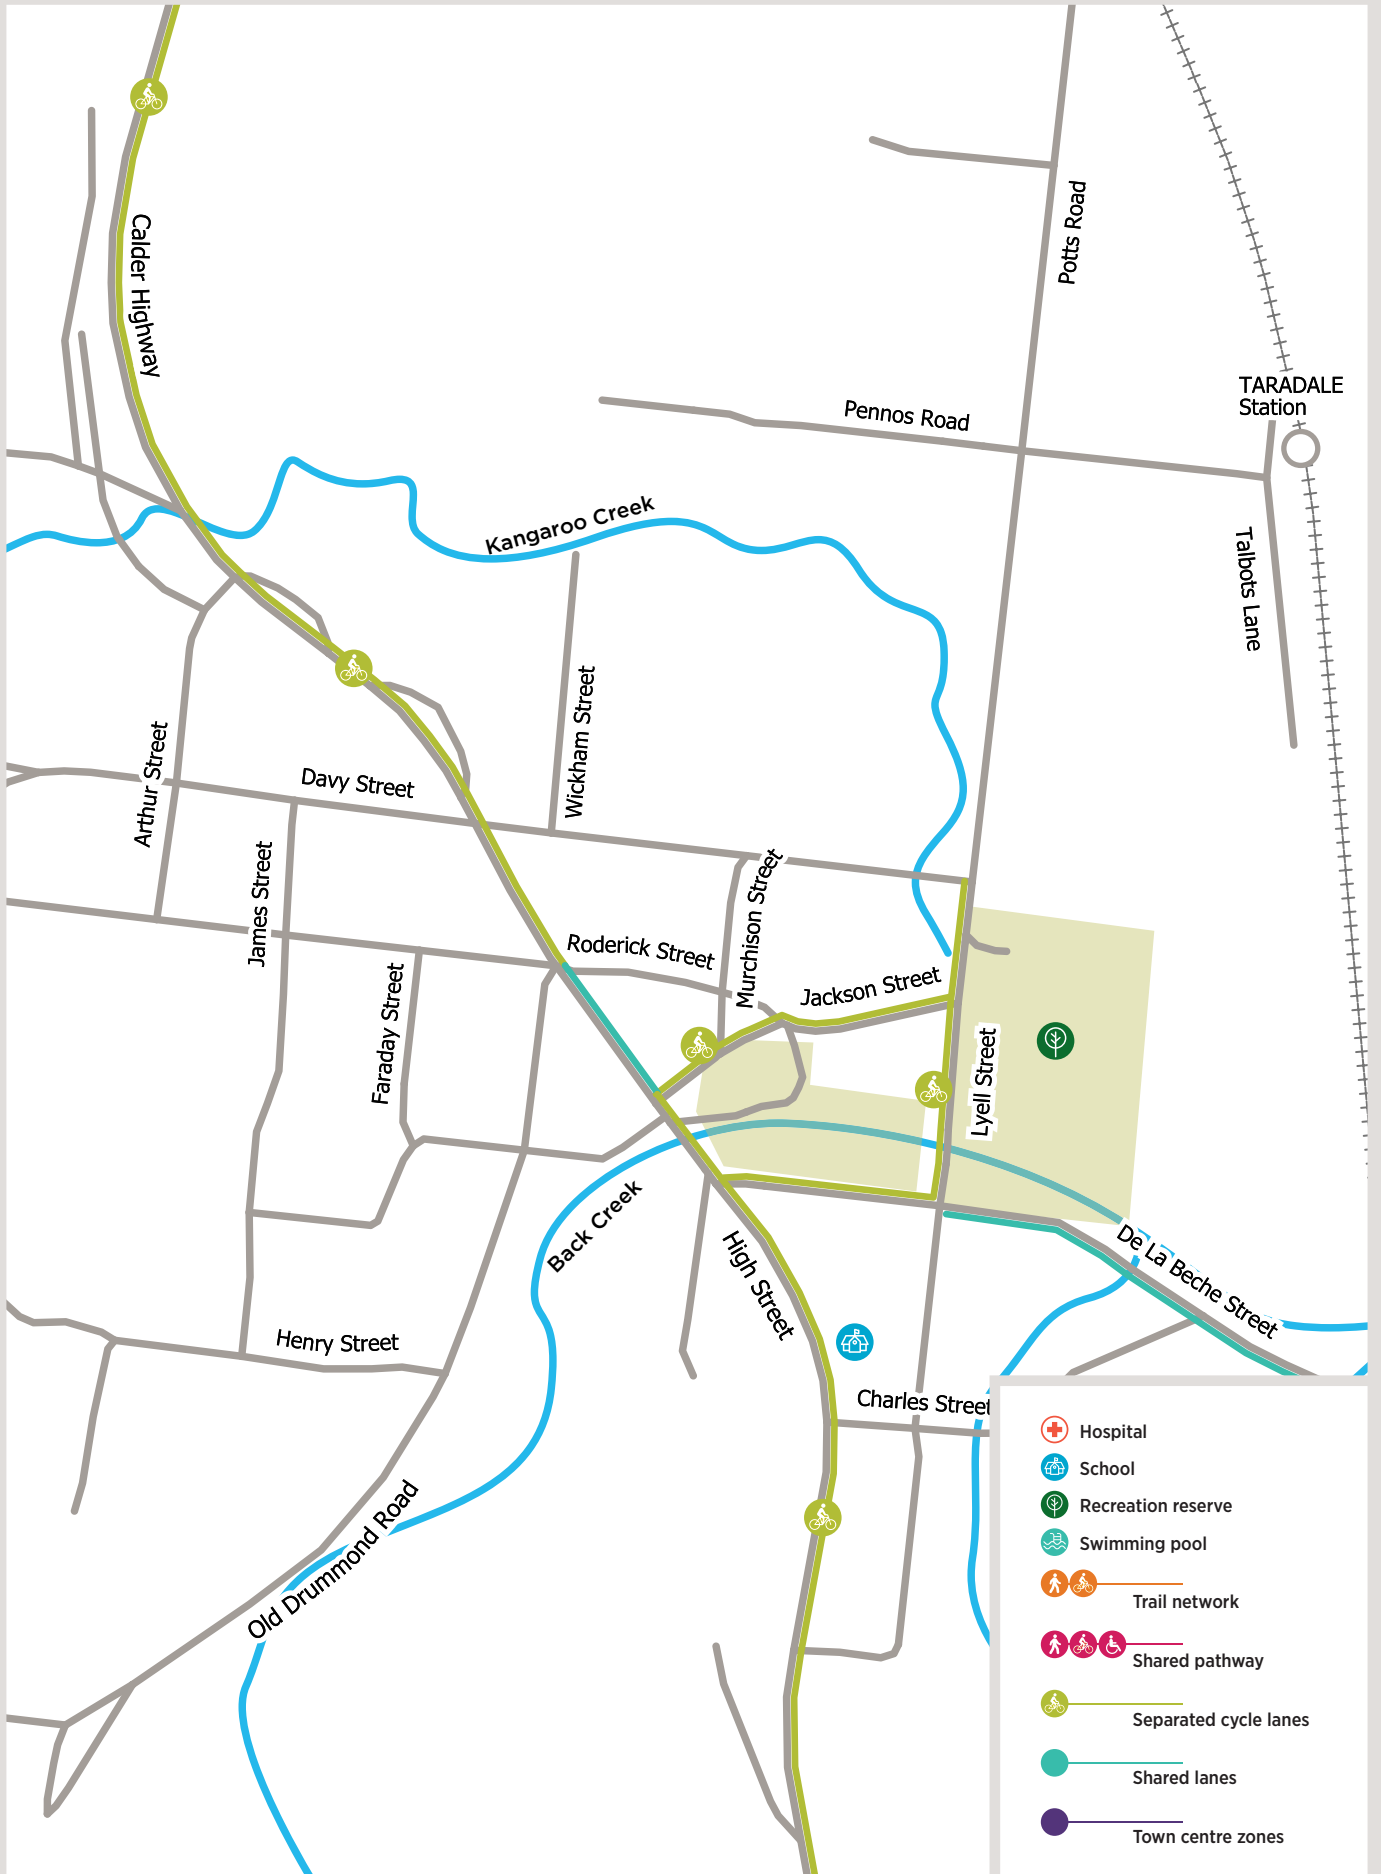 Calder Highway
Potts Road
TARADALE
Station
Pennos Road
Kangaroo Creek
Talbots Lane
Wickham Street
Arthur Street
Davy Street
James Street
Murchison Street
Roderick Street
Faraday Street
Jackson Street
Lyell Street
Back Creek
High Street
De La Beche Street
Henry Street
Charles Street
Old Drummond Road
Hospital
School
Recreation reserve
Swimming pool
Trail network
Shared pathway
Separated cycle lanes
Shared lanes
Town centre zones